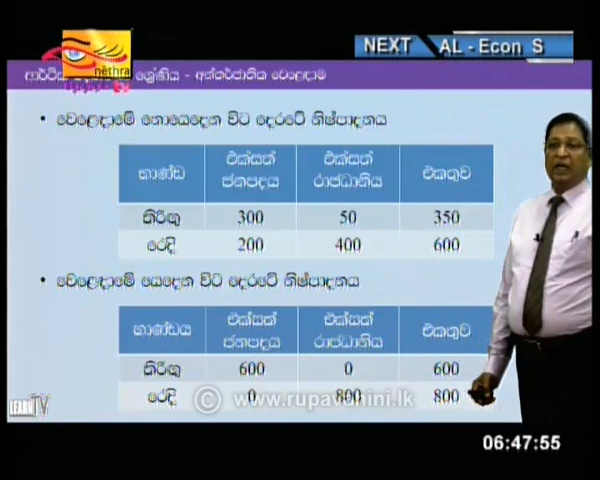 NEXT AL - Econ S
nethra
ආර්ථික විද්‍යාව ශ්‍රේණිය - අන්තර්ජාතික වෙළෙඳාම
• වෙළෙඳාමේ නොයෙදෙන විට දෙරටේ නිෂ්පාදනය
භාණ්ඩ එක්සත් ජනපදය එක්සත් රාජධානිය එකතුව
තිරිඟු 300 50 350
රෙදි 200 400 600
• වෙළෙඳාමේ යෙදෙන විට දෙරටේ නිෂ්පාදනය
භාණ්ඩය එක්සත් ජනපදය එක්සත් රාජධානිය එකතුව
තිරිඟු 600 0 600
රෙදි 0 800 800
© www.rupavahini.lk
LEARN TV
06:47:55